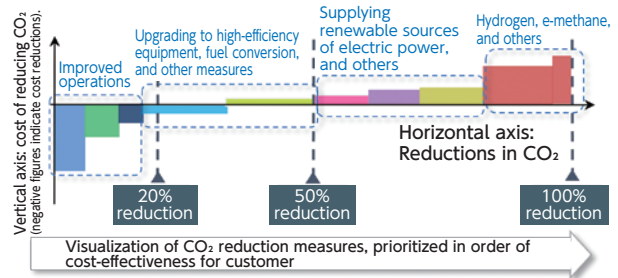 Vertical axis: cost of reducing CO₂
(negative figures indicate cost reductions).
Improved
operations
Upgrading to high-efficiency
equipment, fuel conversion,
and other measures
Supplying
renewable sources
of electric power,
and others
Hydrogen, e-methane,
and others
Horizontal axis:
Reductions in CO₂
20%
reduction
50%
reduction
100%
reduction
Visualization of CO₂ reduction measures, prioritized in order of
cost-effectiveness for customer